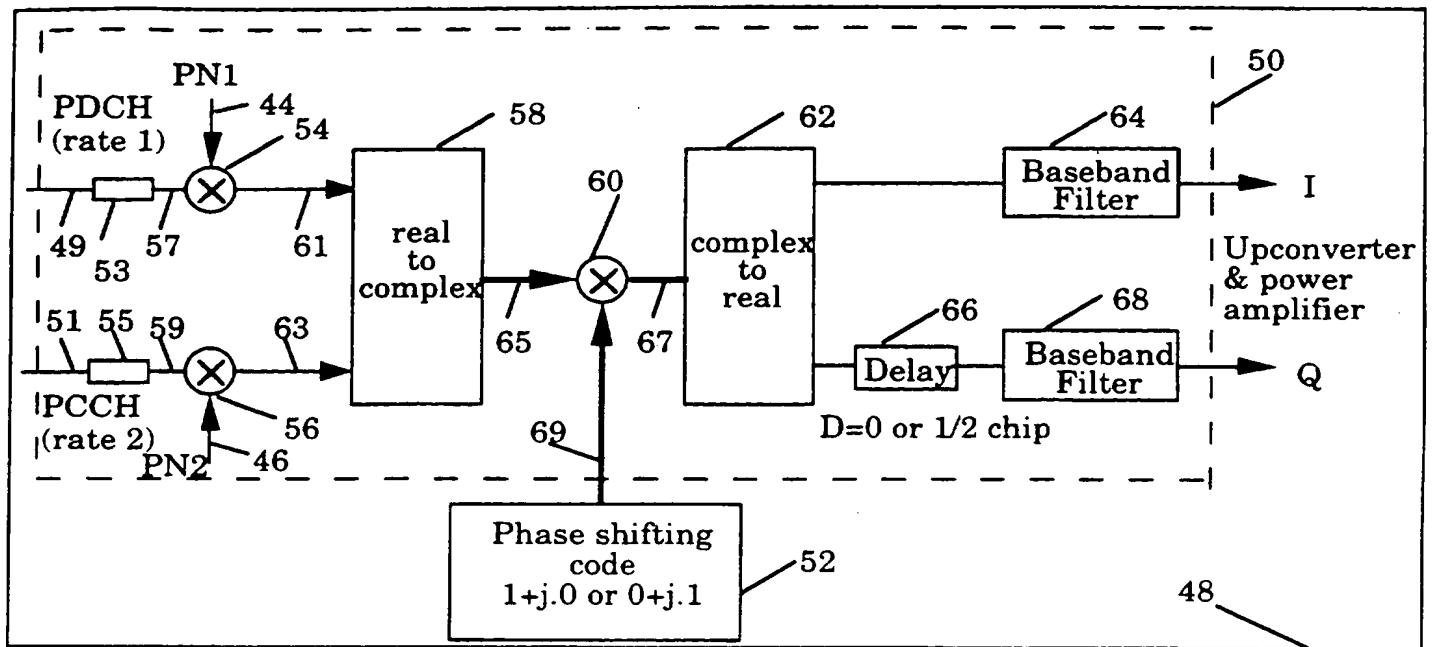 PN1
44
PDCH
(rate 1)
54
58
62
64
50
60
Baseband
Filter
I
49
53
57
61
real
to
complex
65
67
complex
to
real
Upconverter
& power
amplifier
51
55
59
63
66
68
Delay
Baseband
Filter
Q
PCCH
(rate 2)
56
PN2
46
69
D=0 or 1/2 chip
Phase shifting
code
1+j.0 or 0+j.1
52
48